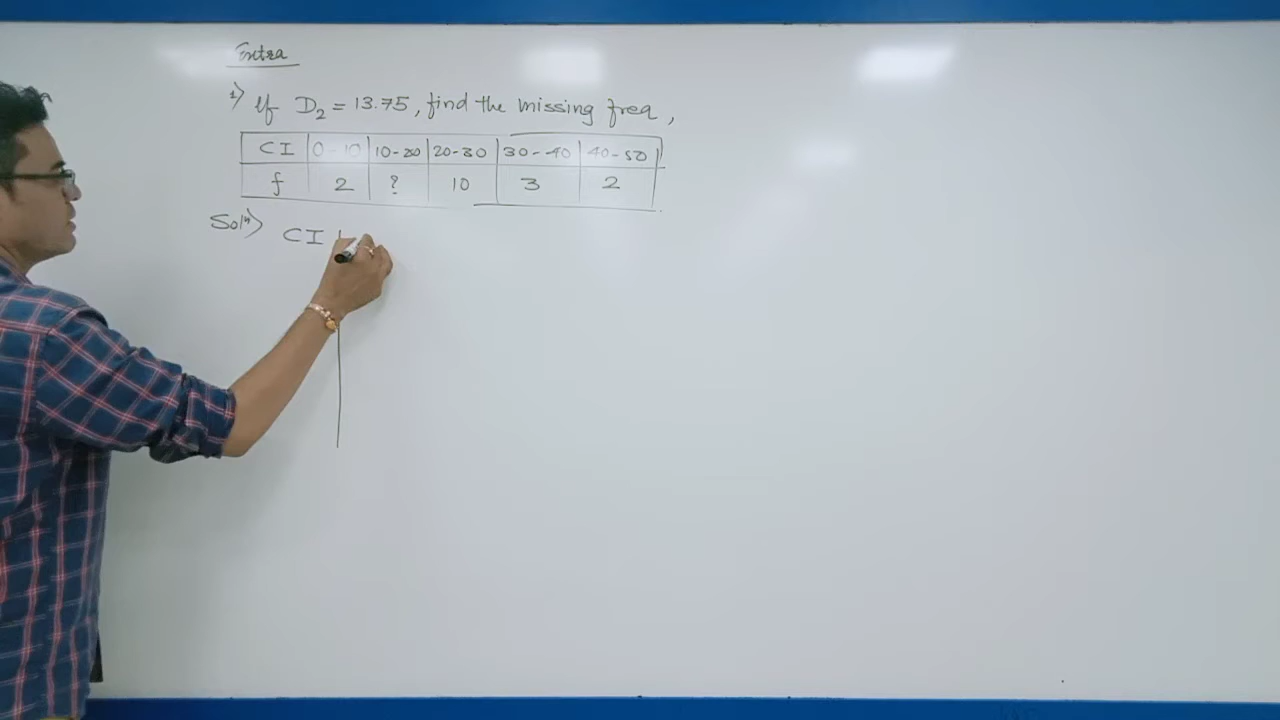 Extra
1) If D2 = 13.75, find the missing freq,
CI 0-10 10-20 20-30 30-40 40-50
f 2 ? 10 3 2
Solⁿ) CI